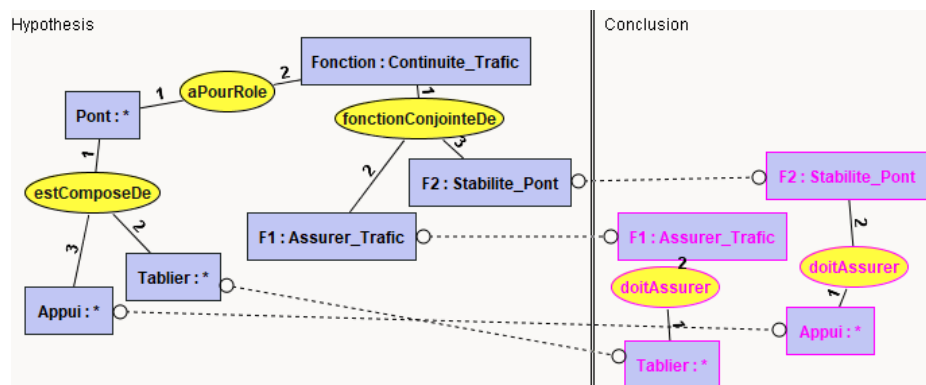 Hypothesis
Conclusion
Fonction : Continuite_Trafic
2
aPourRole
1
1
Pont : *
fonctionConjointeDe
1
2
3
F2 : Stabilite_Pont
F2 : Stabilite_Pont
estComposeDe
2
3
F1 : Assurer_Trafic
F1 : Assurer_Trafic
2
2
doitAssurer
Tablier : *
doitAssurer
1
Appui : *
Appui : *
1
Tablier : *